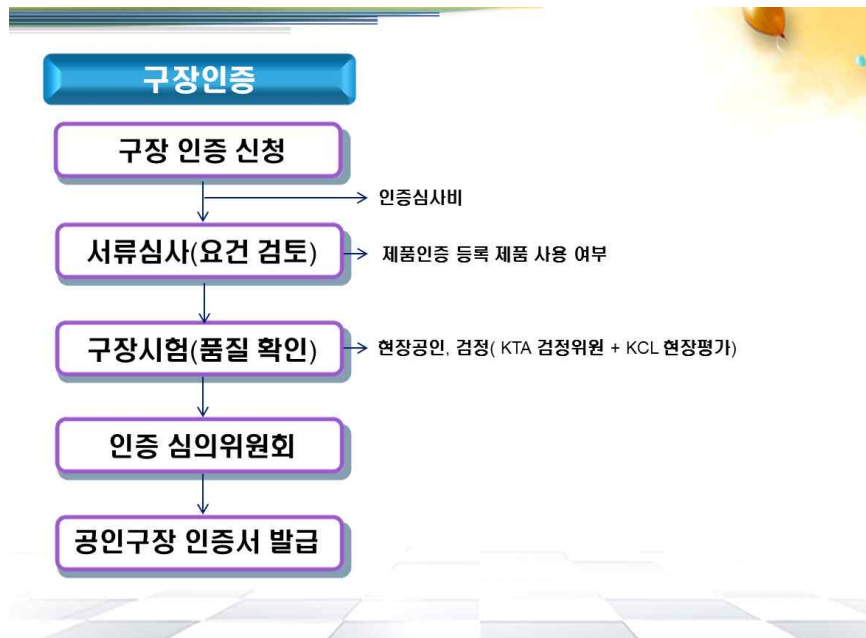 구장인증
구장 인증 신청
인증심사비
서류심사(요건 검토)
제품인증 등록 제품 사용 여부
구장시험(품질 확인)
현장공인, 검정( KTA 검정위원 + KCL 현장평가)
인증 심의위원회
공인구장 인증서 발급